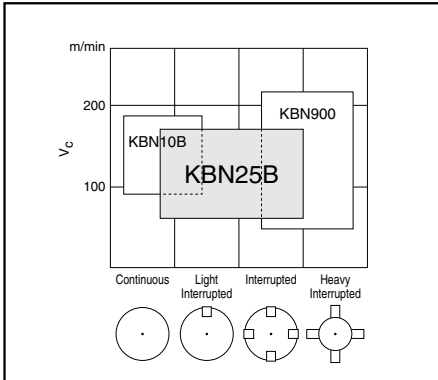 m/min
200
KBN900
KBN10B
Vc
KBN25B
100
Continuous
Light
Interrupted
Interrupted
Heavy
Interrupted